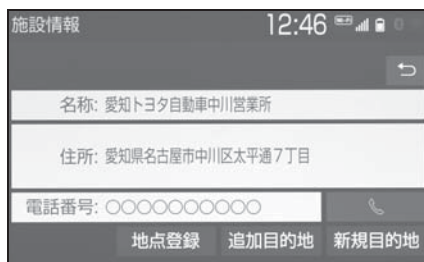 施設情報 12:46
名称: 愛知トヨタ自動車中川営業所
住所: 愛知県名古屋市中川区太平通7丁目
電話番号: ○○○○○○○○○○
地点登録 追加目的地 新規目的地